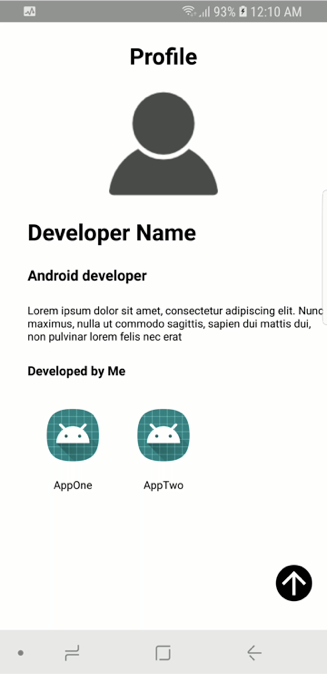 93% 12:10 AM
Profile
Developer Name
Android developer
Lorem ipsum dolor sit amet, consectetur adipiscing elit. Nunc
maximus, nulla ut commodo sagittis, sapien dui mattis dui,
non pulvinar lorem felis nec erat
Developed by Me
AppOne AppTwo